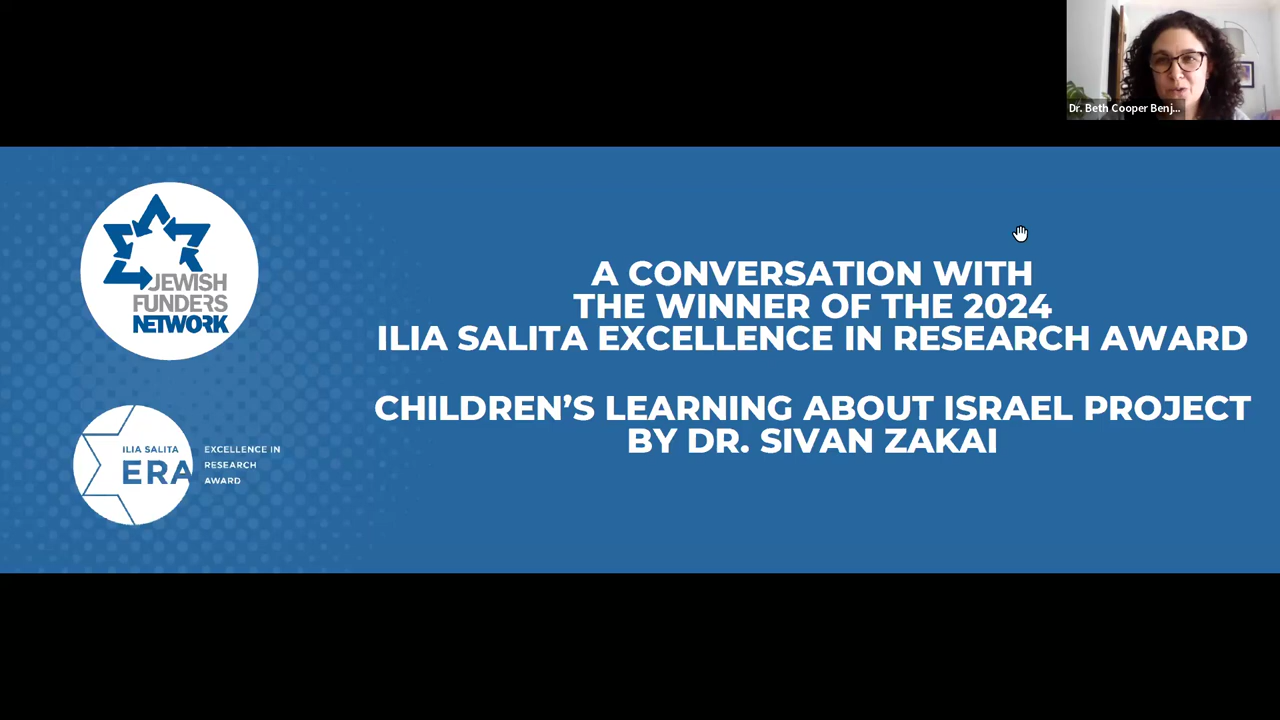 Dr. Beth Cooper Benj...
JEWISH
FUNDERS
NETWORK
A CONVERSATION WITH
THE WINNER OF THE 2024
ILIA SALITA EXCELLENCE IN RESEARCH AWARD
CHILDREN'S LEARNING ABOUT ISRAEL PROJECT
BY DR. SIVAN ZAKAI
ILIA SALITA
ERA
EXCELLENCE IN
RESEARCH
AWARD